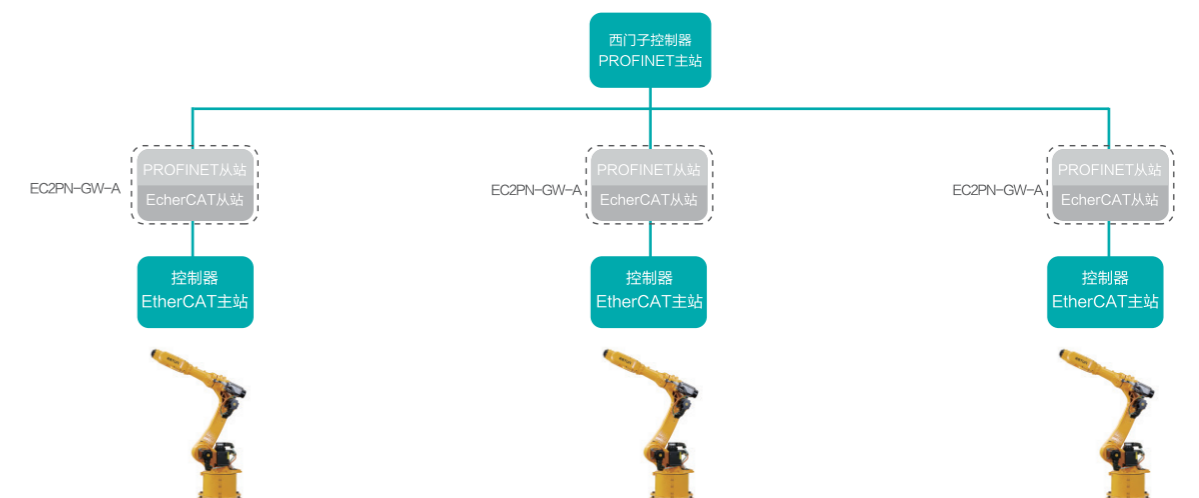 西门子控制器
PROFINET主站
EC2PN-GW-A
PROFINET从站
EcherCAT从站
EC2PN-GW-A
PROFINET从站
EcherCAT从站
EC2PN-GW-A
PROFINET从站
EcherCAT从站
控制器
EtherCAT主站
控制器
EtherCAT主站
控制器
EtherCAT主站